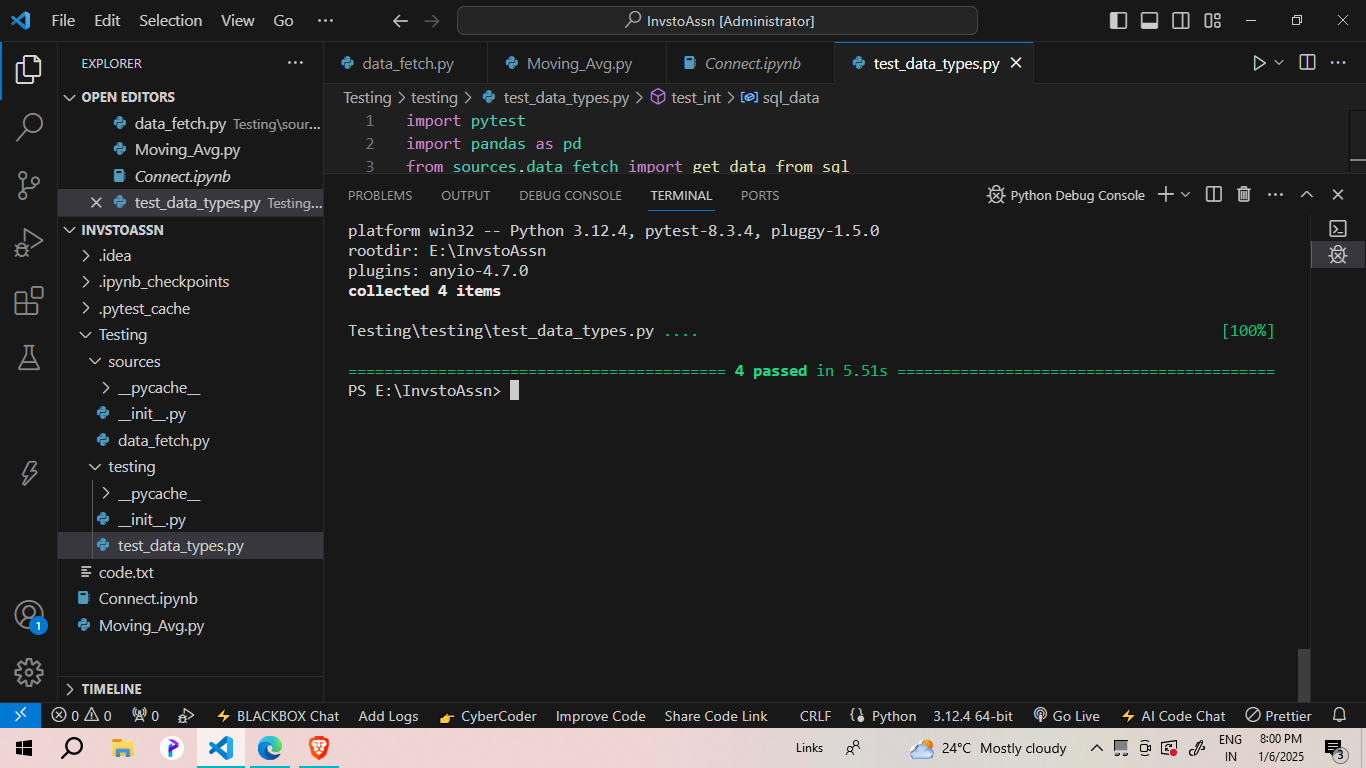 File Edit Selection View Go ··· InvstoAssn [Administrator]
EXPLORER
OPEN EDITORS
data_fetch.py Testing\sour...
Moving_Avg.py
Connect.ipynb
test_data_types.py Testing...
INVSTOASSN
.idea
.ipynb_checkpoints
.pytest_cache
Testing
sources
__pycache__
__init__.py
data_fetch.py
testing
__pycache__
__init__.py
test_data_types.py
code.txt
Connect.ipynb
Moving_Avg.py
TIMELINE
1
data_fetch.py Moving_Avg.py Connect.ipynb test_data_types.py
Testing > testing > test_data_types.py > test_int > sql_data
1 import pytest
2 import pandas as pd
3 from sources.data_fetch import get_data_from_sql
PROBLEMS OUTPUT DEBUG CONSOLE TERMINAL PORTS Python Debug Console
platform win32 -- Python 3.12.4, pytest-8.3.4, pluggy-1.5.0
rootdir: E:\InvstoAssn
plugins: anyio-4.7.0
collected 4 items
Testing\testing\test_data_types.py .... [100%]
========================================== 4 passed in 5.51s ==========================================
PS E:\InvstoAssn>
0 0 0 BLACKBOX Chat Add Logs CyberCoder Improve Code Share Code Link CRLF Python 3.12.4 64-bit Go Live AI Code Chat Prettier
Links 24°C Mostly cloudy ENG IN 8:00 PM 1/6/2025 3